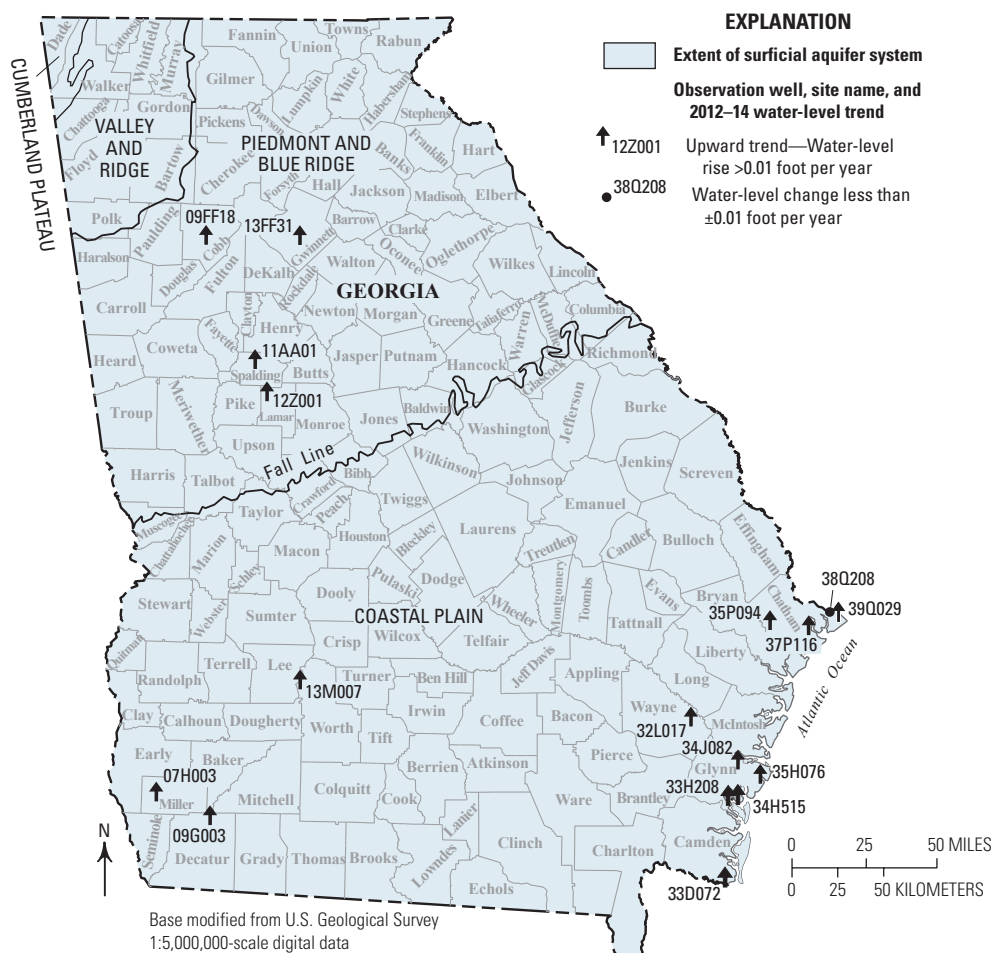 EXPLANATION
Extent of surficial aquifer system
Observation well, site name, and
2012–14 water-level trend
12Z001
Upward trend—Water-level
rise >0.01 foot per year
38Q208
Water-level change less than
±0.01 foot per year
CUMBERLAND PLATEAU
VALLEY
AND
RIDGE
PIEDMONT AND
BLUE RIDGE
GEORGIA
Fall Line
COASTAL PLAIN
Atlantic Ocean
Dade
Catoosa
Whitfield
Murray
Fannin
Towns
Union
Rabun
Walker
Gilmer
Lumpkin
White
Habersham
Chattooga
Gordon
Pickens
Dawson
Stephens
Floyd
Bartow
Cherokee
Forsyth
Hall
Banks
Franklin
Hart
Jackson
Madison
Elbert
Polk
Paulding
09FF18
13FF31
Cobb
Gwinnett
Barrow
Clarke
Oconee
Oglethorpe
Haralson
Douglas
Fulton
DeKalb
Rockdale
Walton
Wilkes
Lincoln
Carroll
Clayton
Henry
Newton
Morgan
Greene
Taliaferro
McDuffie
Columbia
Fayette
Coweta
11AA01
Heard
Spalding
Butts
Jasper
Putnam
Hancock
Warren
Glascock
Richmond
Troup
Meriwether
Pike
12Z001
Lamar
Monroe
Jones
Baldwin
Washington
Jefferson
Burke
Upson
Harris
Talbot
Crawford
Bibb
Wilkinson
Johnson
Jenkins
Screven
Taylor
Peach
Twiggs
Emanuel
Muscogee
Chattahochee
Marion
Macon
Houston
Bleckley
Laurens
Treutlen
Candler
Bulloch
Effingham
Schley
Stewart
Webster
Sumter
Dooly
Pulaski
Dodge
Wheeler
Montgomery
Toombs
Evans
Bryan
Chatham
38Q208
39Q029
35P094
37P116
Quitman
Crisp
Wilcox
Telfair
Tattnall
Liberty
Randolph
Terrell
Lee
13M007
Turner
Ben Hill
Jeff Davis
Appling
Long
Clay
Calhoun
Dougherty
Worth
Tift
Irwin
Coffee
Bacon
Wayne
32L017
McIntosh
Early
Baker
Berrien
Atkinson
Pierce
34J082
Glynn
35H076
07H003
Miller
Mitchell
Colquitt
Cook
Ware
Brantley
33H208
34H515
09G003
Seminole
Decatur
Grady
Thomas
Brooks
Lowndes
Lanier
Clinch
Echols
Charlton
Camden
33D072
N
0 25 50 MILES
0 25 50 KILOMETERS
Base modified from U.S. Geological Survey
1:5,000,000-scale digital data